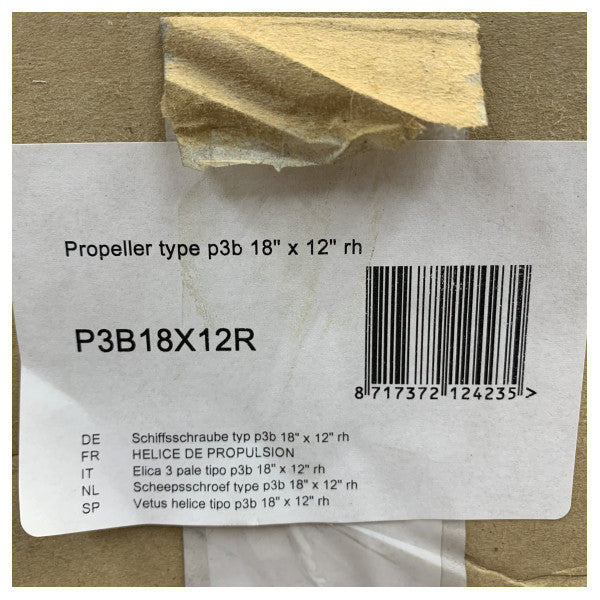 Propeller type p3b 18" x 12" rh
P3B18X12R
8 717372 124235 >
DE Schiffsschraube typ p3b 18" x 12" rh
FR HELICE DE PROPULSION
IT Elica 3 pale tipo p3b 18" x 12" rh
NL Scheepsschroef type p3b 18" x 12" rh
SP Vetus helice tipo p3b 18" x 12" rh